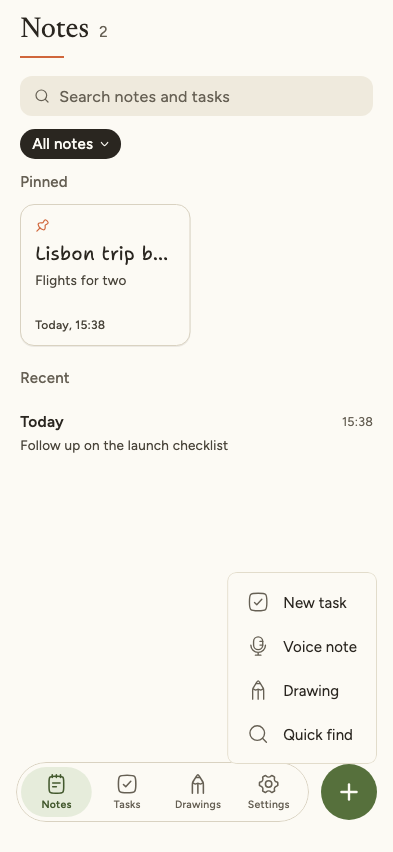 Notes 2
Search notes and tasks
All notes
Pinned
Lisbon trip b...
Flights for two
Today, 15:38
Recent
Today 15:38
Follow up on the launch checklist
New task
Voice note
Drawing
Quick find
Notes Tasks Drawings Settings